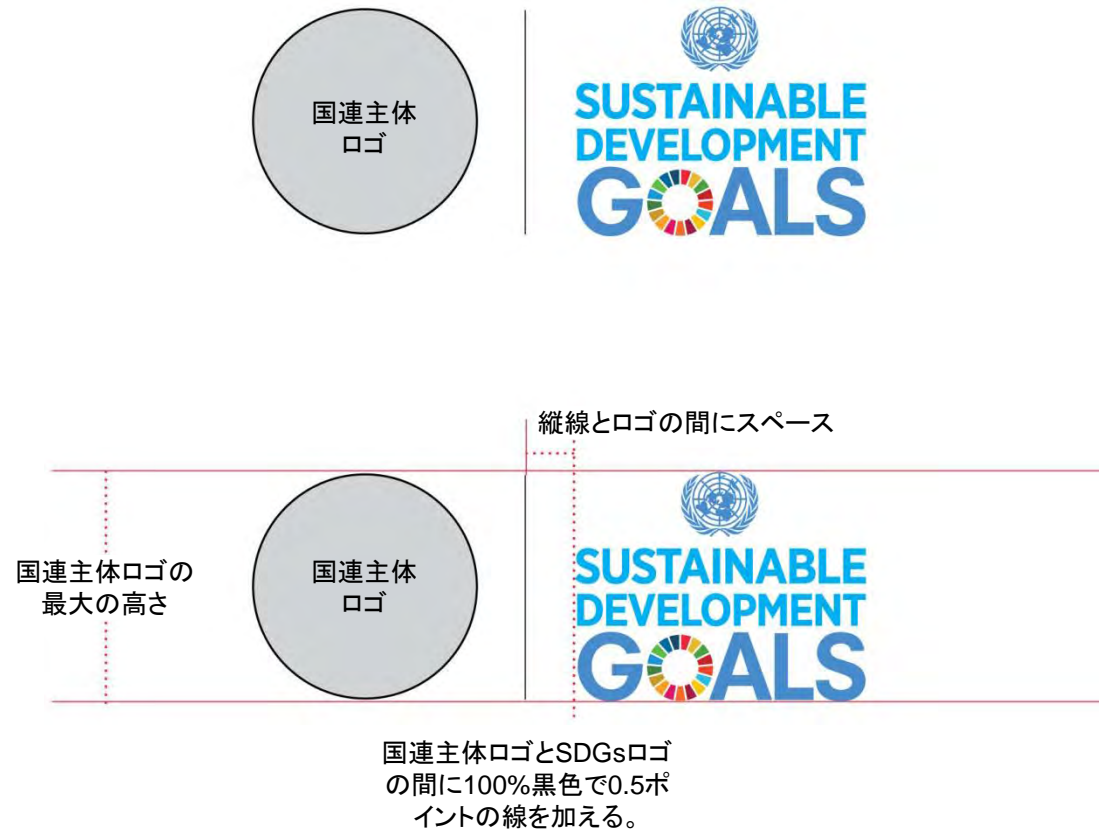 国連主体
ロゴ
SUSTAINABLE
DEVELOPMENT
GOALS
縦線とロゴの間にスペース
国連主体ロゴの
最大の高さ
国連主体
ロゴ
SUSTAINABLE
DEVELOPMENT
GOALS
国連主体ロゴとSDGsロゴ
の間に100%黒色で0.5ポ
イントの線を加える。